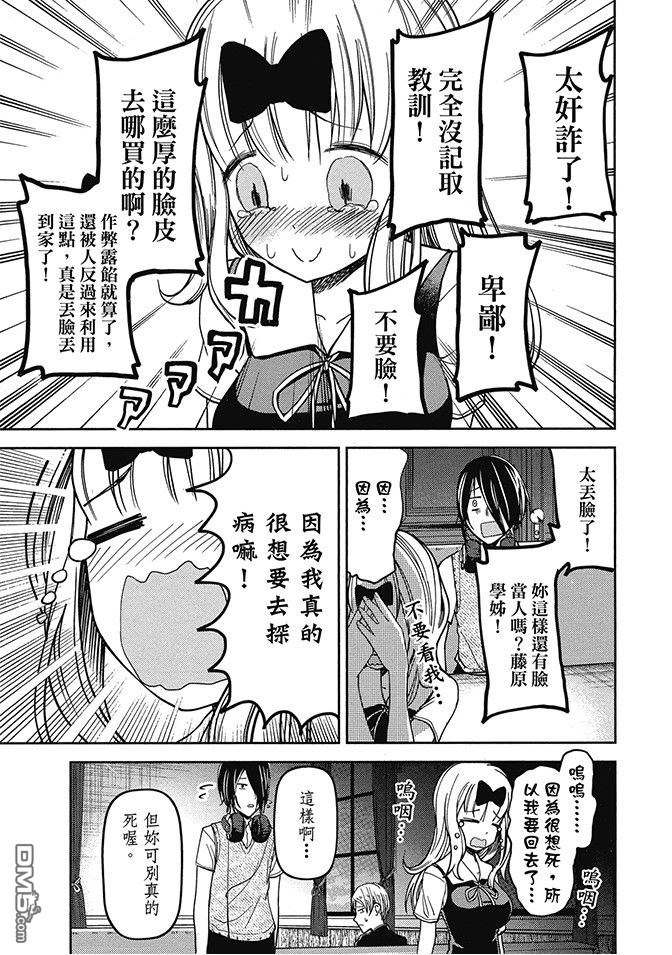 太奸詐了！
完全沒記取
教訓！
卑鄙！
不要臉！
這麼厚的臉皮
去哪買的啊？
作弊露餡就算了，
還被人反過來利用
這點，真是丟臉丟
到家了！
カァァァ
太丟臉了！
妳這樣還有臉
當人嗎？藤原
學姊！
因…
因為…
不要看我…
因為我真的
很想要去探
病嘛！
嗚嗚……
因為很想死，所
以我要回去了…
嗚咽…
嗚咽…
這樣啊…
但妳可別真的
死喔。
DM5
www.dm5.com